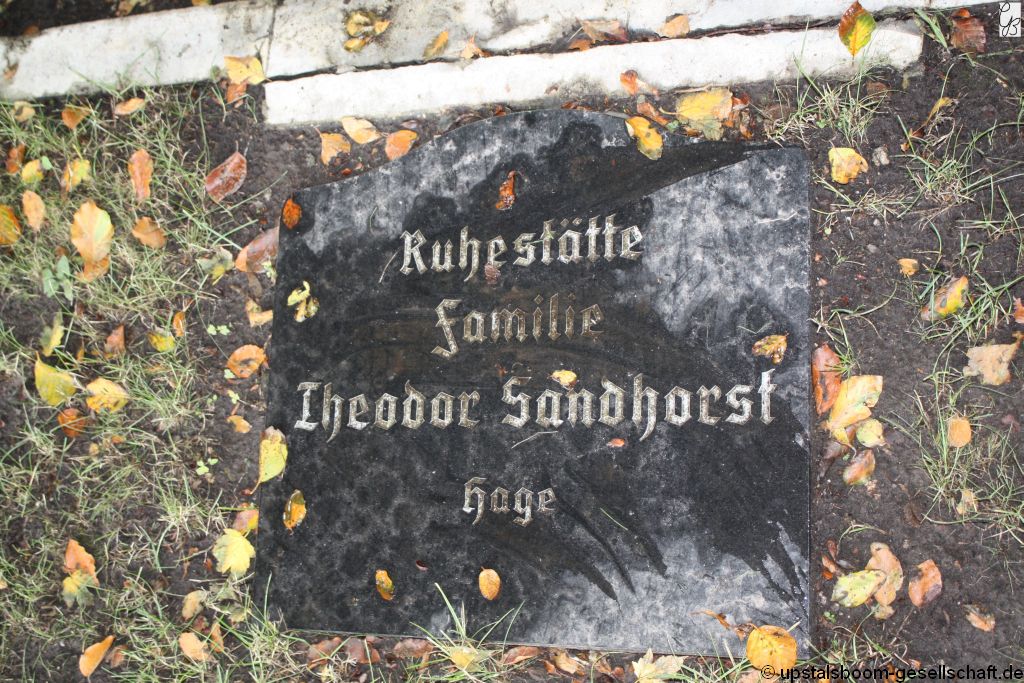 Ruhestätte
Familie
Theodor Sandhorst
Hage
© upstalsboom-gesellschaft.de